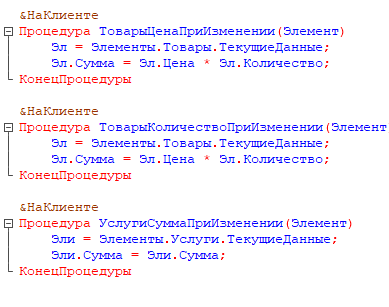 &НаКлиенте
Процедура ТоварыЦенаПриИзменении(Элемент)
Эл = Элементы.Товары.ТекущиеДанные;
Эл.Сумма = Эл.Цена * Эл.Количество;
КонецПроцедуры
&НаКлиенте
Процедура ТоварыКоличествоПриИзменении(Элемент
Эл = Элементы.Товары.ТекущиеДанные;
Эл.Сумма = Эл.Цена * Эл.Количество;
КонецПроцедуры
&НаКлиенте
Процедура УслугиСуммаПриИзменении(Элемент)
Эли = Элементы.Услуги.ТекущиеДанные;
Эли.Сумма = Эли.Сумма;
КонецПроцедуры